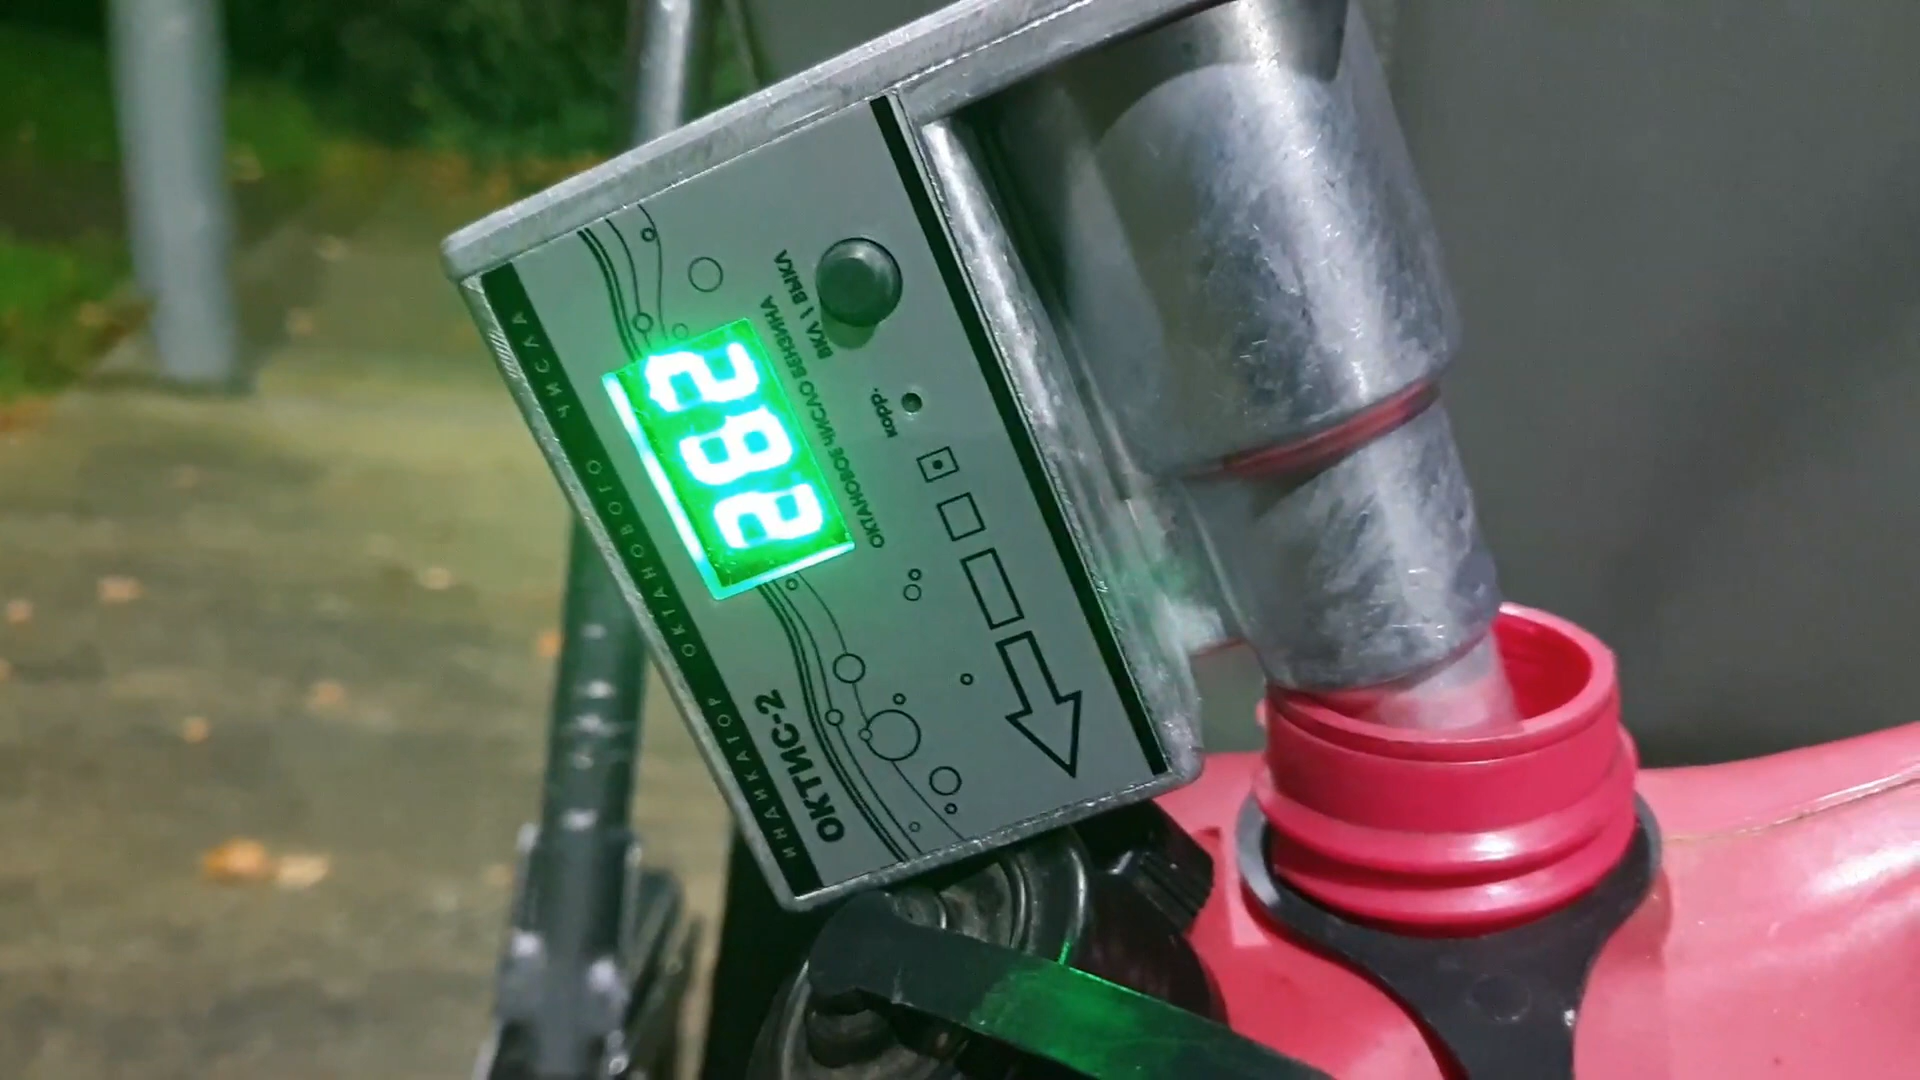 ИНДИКАТОР ОКТАНОВОГО ЧИСЛА
ОКТИС-2
ОКТАНОВОЕ ЧИСЛО БЕНЗИНА
ВКЛ \ ВЫКЛ
корр.